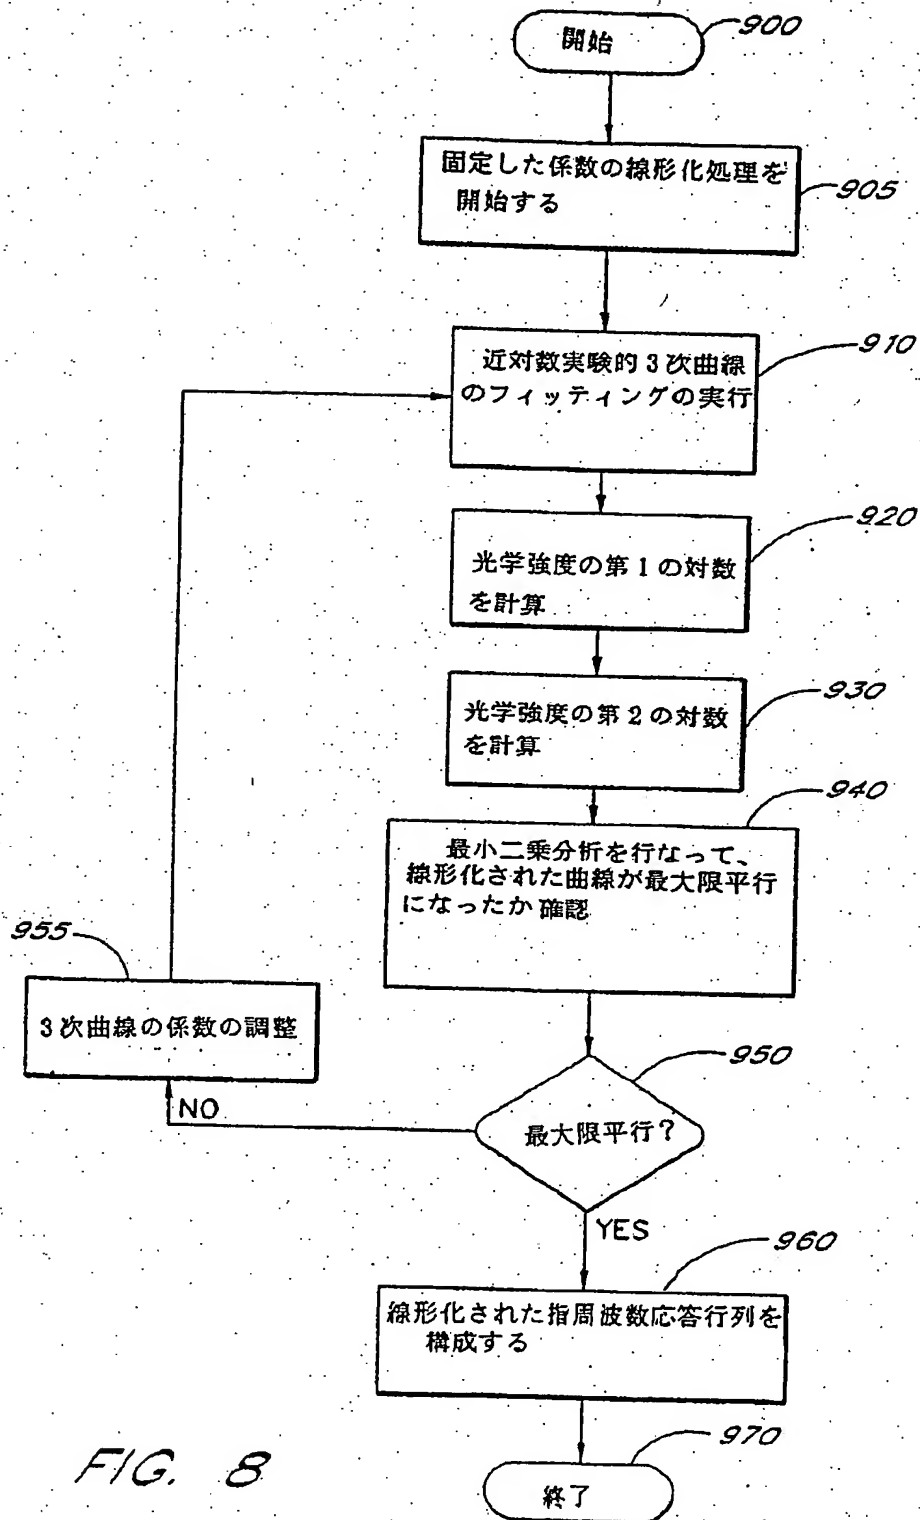 開始
900
固定した係数の線形化処理を
開始する
905
近対数実験的3次曲線
のフィッティングの実行
910
光学強度の第1の対数
を計算
920
光学強度の第2の対数
を計算
930
最小二乗分析を行なって、
線形化された曲線が最大限平行
になったか確認
940
955
3次曲線の係数の調整
NO
最大限平行?
950
YES
線形化された指周波数応答行列を
構成する
960
終了
970
FIG. 8